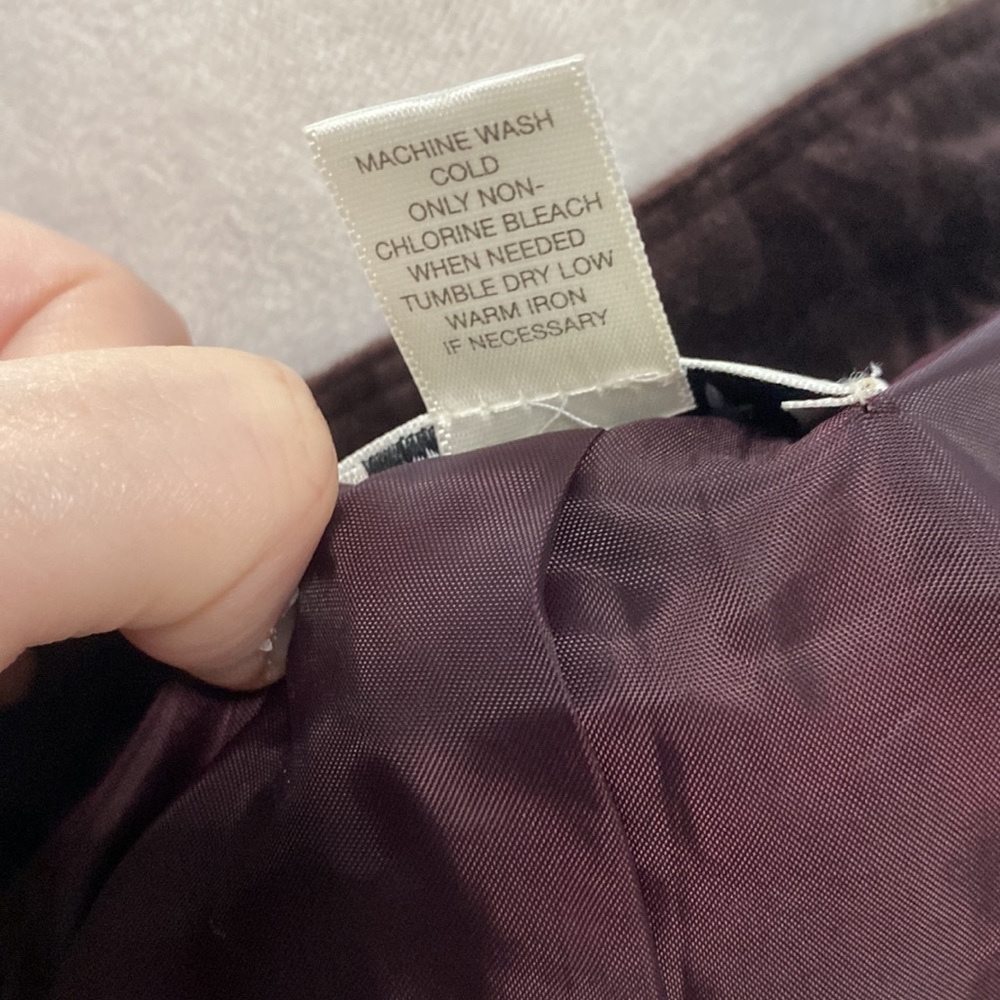 MACHINE WASH
COLD
ONLY NON-
CHLORINE BLEACH
WHEN NEEDED
TUMBLE DRY LOW
WARM IRON
IF NECESSARY